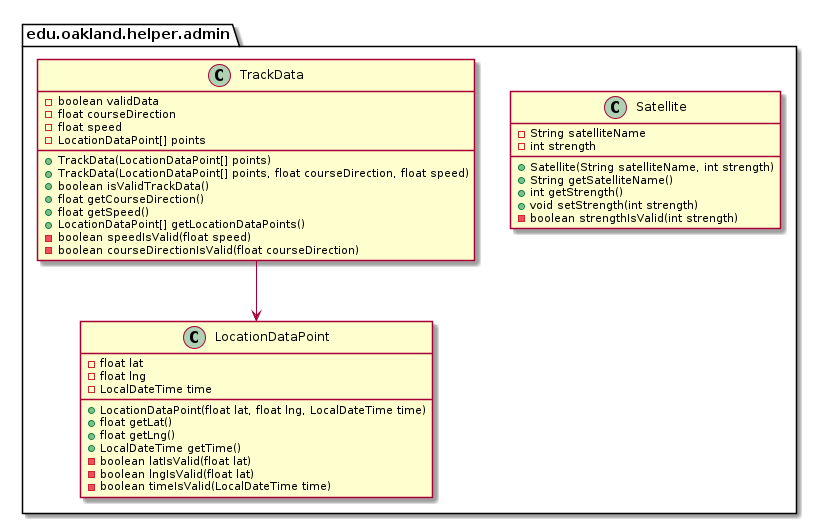 edu.oakland.helper.admin
C TrackData
boolean validData
float courseDirection
float speed
LocationDataPoint[] points
TrackData(LocationDataPoint[] points)
TrackData(LocationDataPoint[] points, float courseDirection, float speed)
boolean isValidTrackData()
float getCourseDirection()
float getSpeed()
LocationDataPoint[] getLocationDataPoints()
boolean speedIsValid(float speed)
boolean courseDirectionIsValid(float courseDirection)
C Satellite
String satelliteName
int strength
Satellite(String satelliteName, int strength)
String getSatelliteName()
int getStrength()
void setStrength(int strength)
boolean strengthIsValid(int strength)
C LocationDataPoint
float lat
float lng
LocalDateTime time
LocationDataPoint(float lat, float lng, LocalDateTime time)
float getLat()
float getLng()
LocalDateTime getTime()
boolean latIsValid(float lat)
boolean lngIsValid(float lat)
boolean timeIsValid(LocalDateTime time)